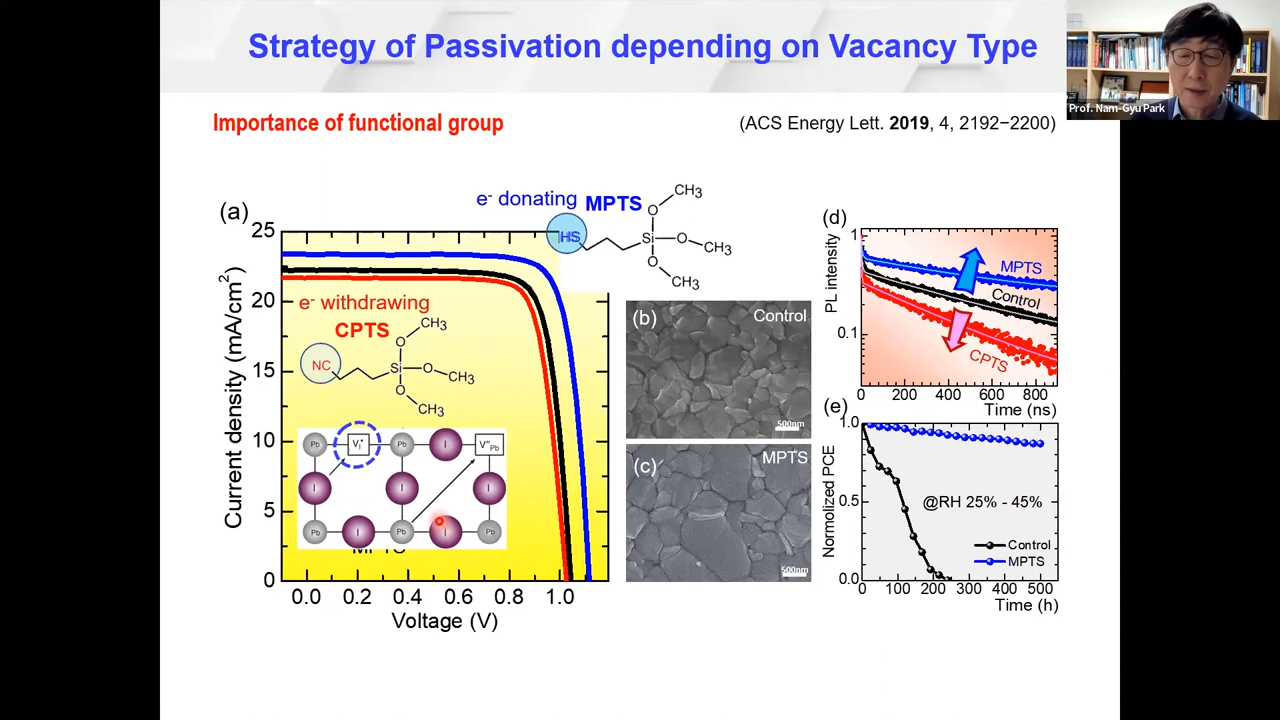 Strategy of Passivation depending on Vacancy Type
Prof. Nam-Gyu Park
Importance of functional group
(ACS Energy Lett. 2019, 4, 2192−2200)
(a)
e- donating MPTS
HS
Si
O
O
O
CH3
CH3
CH3
e- withdrawing
CPTS
NC
Si
O
O
O
CH3
CH3
CH3
Pb
VI•
Pb
I
V''Pb
I
I
I
Pb
I
Pb
I
Pb
25
20
15
10
5
0
Current density (mA/cm2)
0.0 0.2 0.4 0.6 0.8 1.0
Voltage (V)
(b)
Control
500nm
(c)
MPTS
500nm
(d)
1
0.1
PL intensity
MPTS
Control
CPTS
0 200 400 600 800
Time (ns)
(e)
1.0
0.5
0.0
Normalized PCE
@RH 25% - 45%
Control
MPTS
0 100 200 300 400 500
Time (h)